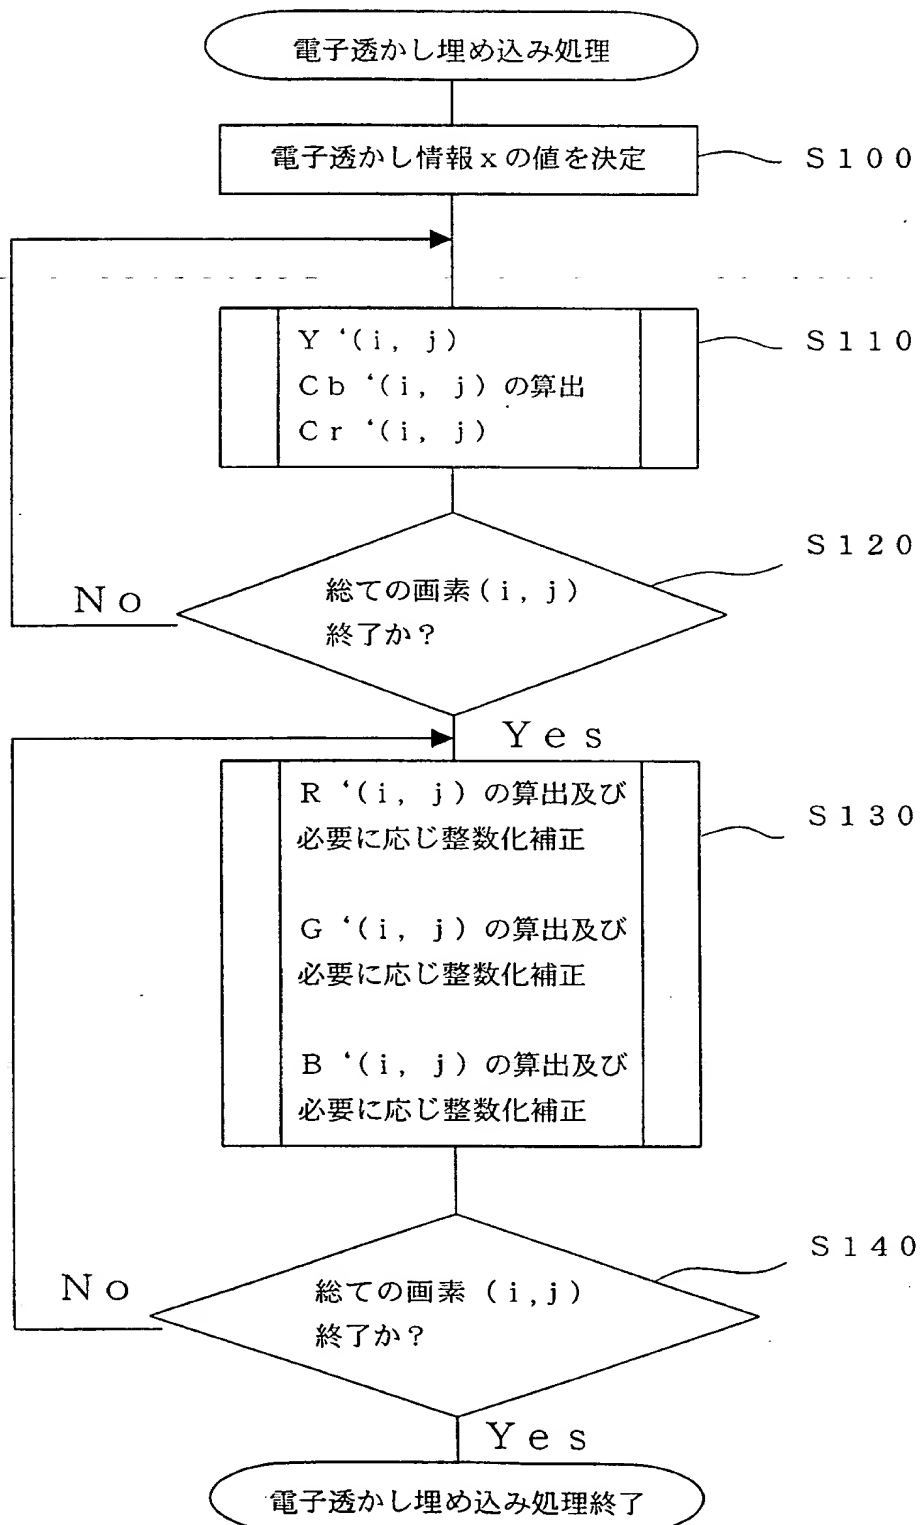 電子透かし埋め込み処理
電子透かし情報xの値を決定
S100
Y‘(i, j)
Cb‘(i, j)の算出
Cr‘(i, j)
S110
S120
総ての画素(i, j)
終了か?
No
Yes
R‘(i, j)の算出及び
必要に応じ整数化補正
G‘(i, j)の算出及び
必要に応じ整数化補正
B‘(i, j)の算出及び
必要に応じ整数化補正
S130
S140
総ての画素(i,j)
終了か?
No
Yes
電子透かし埋め込み処理終了